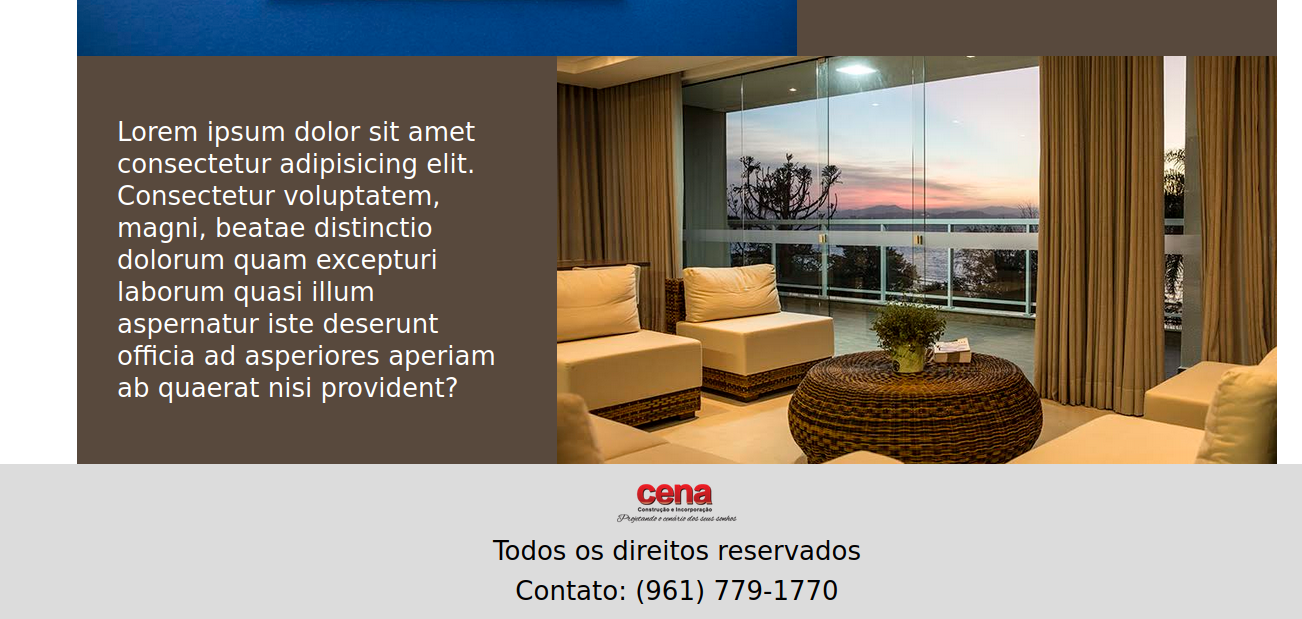 Lorem ipsum dolor sit amet
consectetur adipisicing elit.
Consectetur voluptatem,
magni, beatae distinctio
dolorum quam excepturi
laborum quasi illum
aspernatur iste deserunt
officia ad asperiores aperiam
ab quaerat nisi provident?
cena
Construção e Incorporação
Projetando o cenário dos seus sonhos
Todos os direitos reservados
Contato: (961) 779-1770